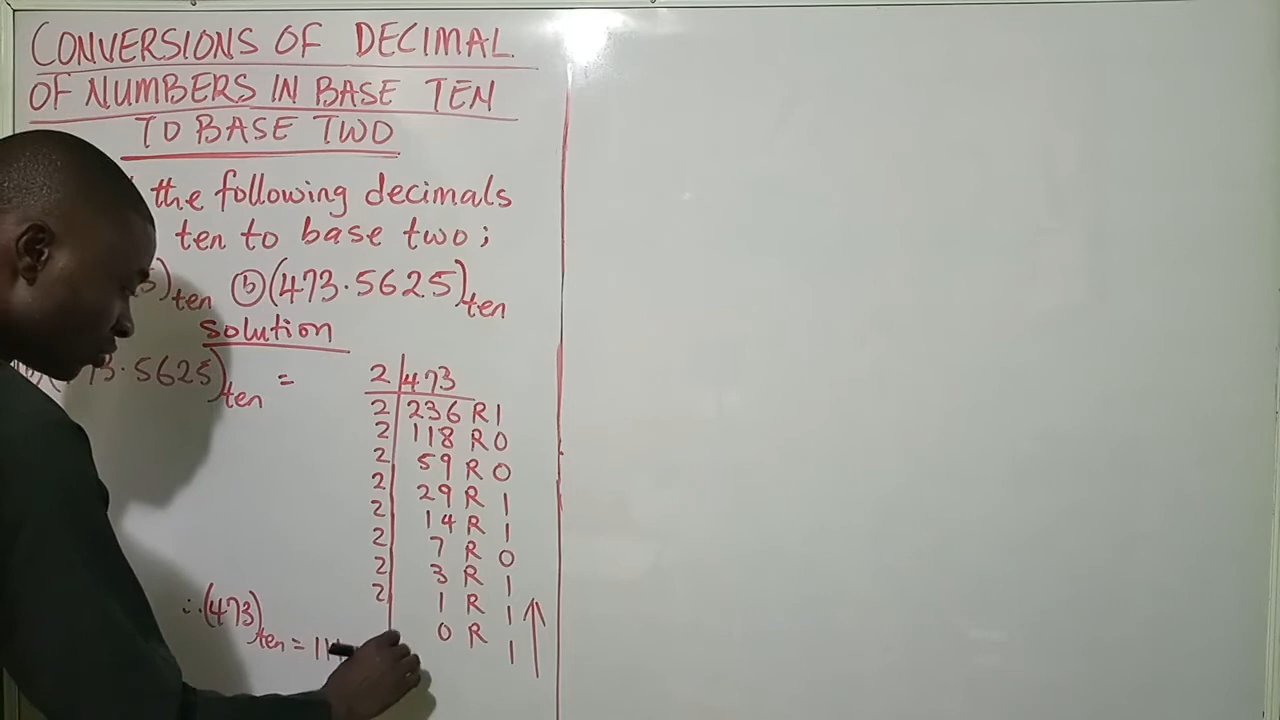 CONVERSIONS OF DECIMAL
OF NUMBERS IN BASE TEN
TO BASE TWO
the following decimals
ten to base two;
)ten (b) (473.5625)ten
solution
73.5625)ten =
2 | 473
2 | 236 R 1
2 | 118 R 0
2 | 59 R 0
2 | 29 R 1
2 | 14 R 1
2 | 7 R 0
2 | 3 R 1
2 | 1 R 1
0 R 1
∴ (473)ten = 11